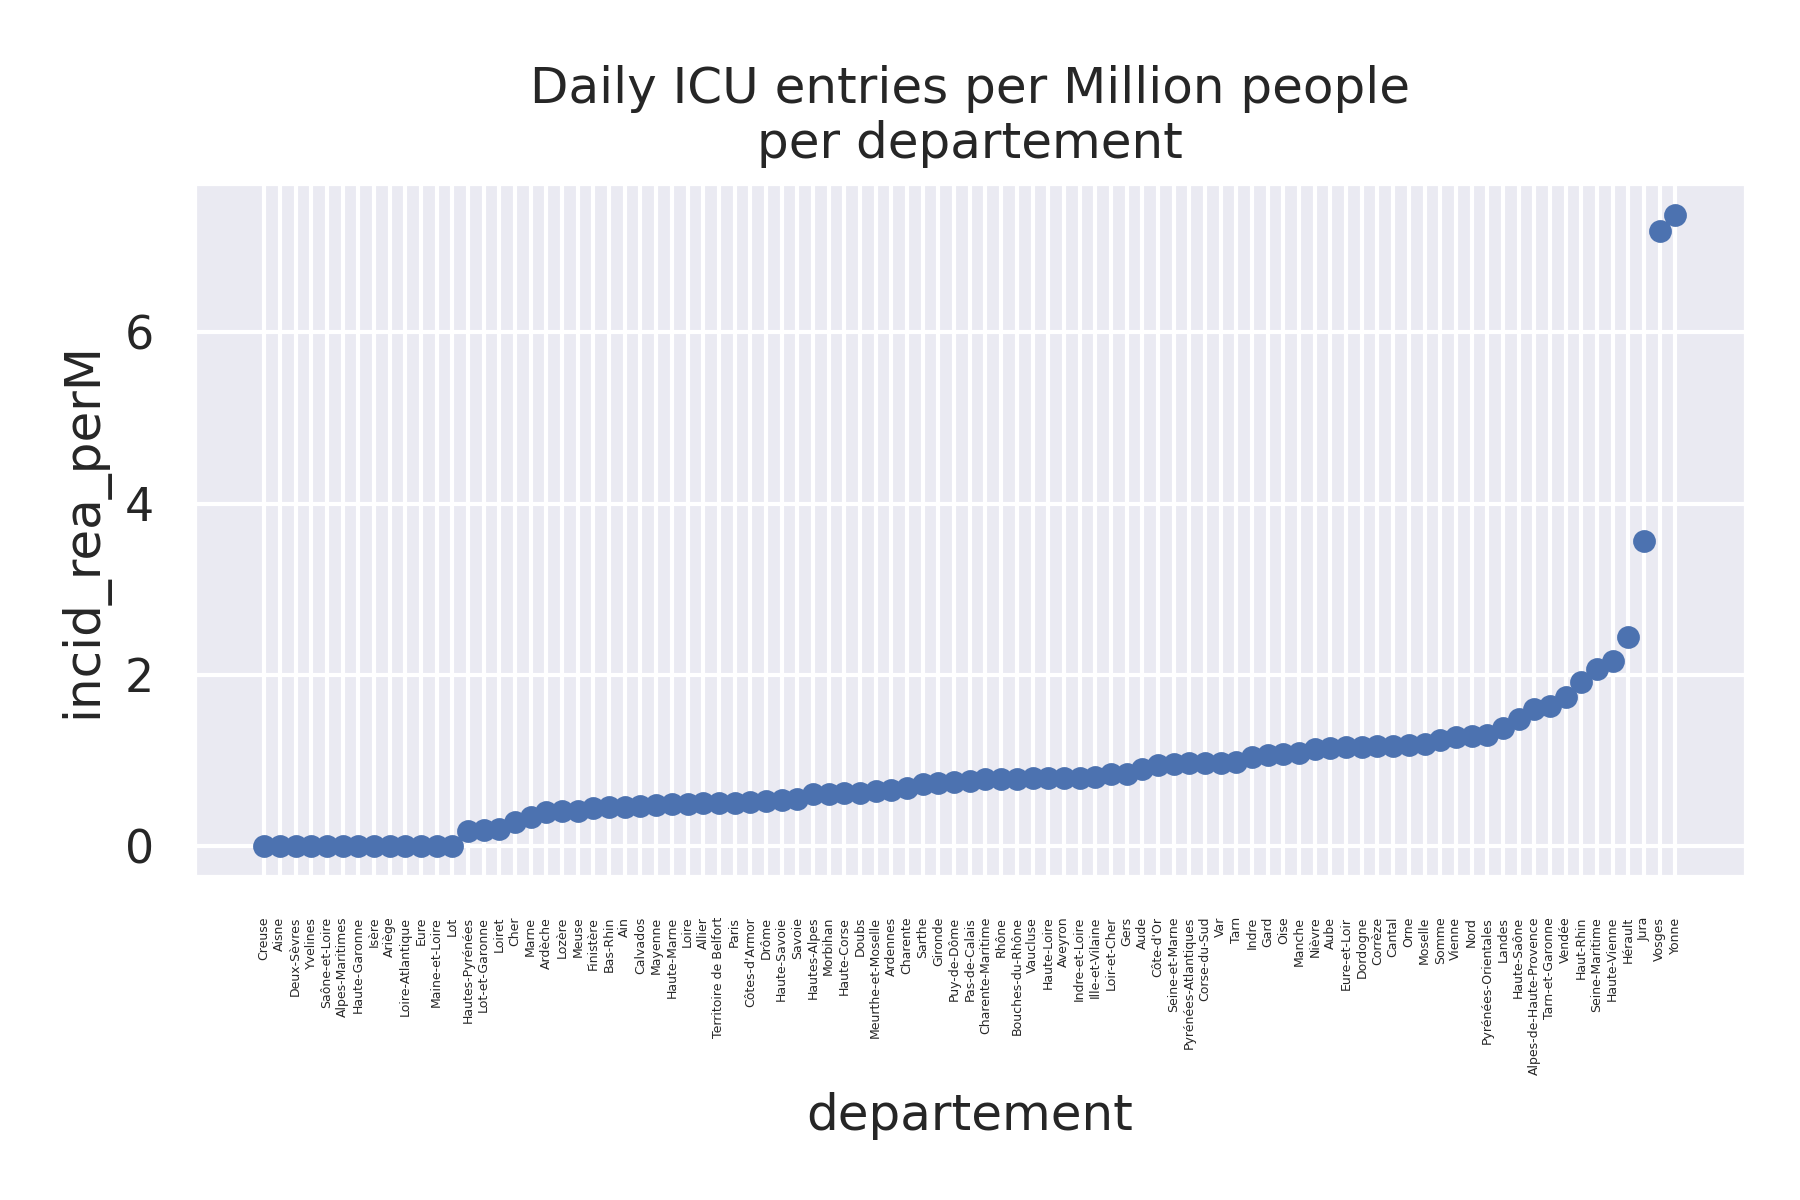 Daily ICU entries per Million people
per departement
incid_rea_perM
6
4
2
0
Creuse
Aisne
Deux-Sèvres
Yvelines
Saône-et-Loire
Alpes-Maritimes
Haute-Garonne
Isère
Ariège
Loire-Atlantique
Eure
Maine-et-Loire
Lot
Hautes-Pyrénées
Lot-et-Garonne
Loiret
Cher
Marne
Ardèche
Lozère
Meuse
Finistère
Bas-Rhin
Ain
Calvados
Mayenne
Haute-Marne
Loire
Allier
Territoire de Belfort
Paris
Côtes-d'Armor
Drôme
Haute-Savoie
Savoie
Hautes-Alpes
Morbihan
Haute-Corse
Doubs
Meurthe-et-Moselle
Ardennes
Charente
Sarthe
Gironde
Puy-de-Dôme
Pas-de-Calais
Charente-Maritime
Rhône
Bouches-du-Rhône
Vaucluse
Haute-Loire
Aveyron
Indre-et-Loire
Ille-et-Vilaine
Loir-et-Cher
Gers
Aude
Côte-d'Or
Seine-et-Marne
Pyrénées-Atlantiques
Corse-du-Sud
Var
Tarn
Indre
Gard
Oise
Manche
Nièvre
Aube
Eure-et-Loir
Dordogne
Corrèze
Cantal
Orne
Moselle
Somme
Vienne
Nord
Pyrénées-Orientales
Landes
Haute-Saône
Alpes-de-Haute-Provence
Tarn-et-Garonne
Vendée
Haut-Rhin
Seine-Maritime
Haute-Vienne
Hérault
Jura
Vosges
Yonne
departement